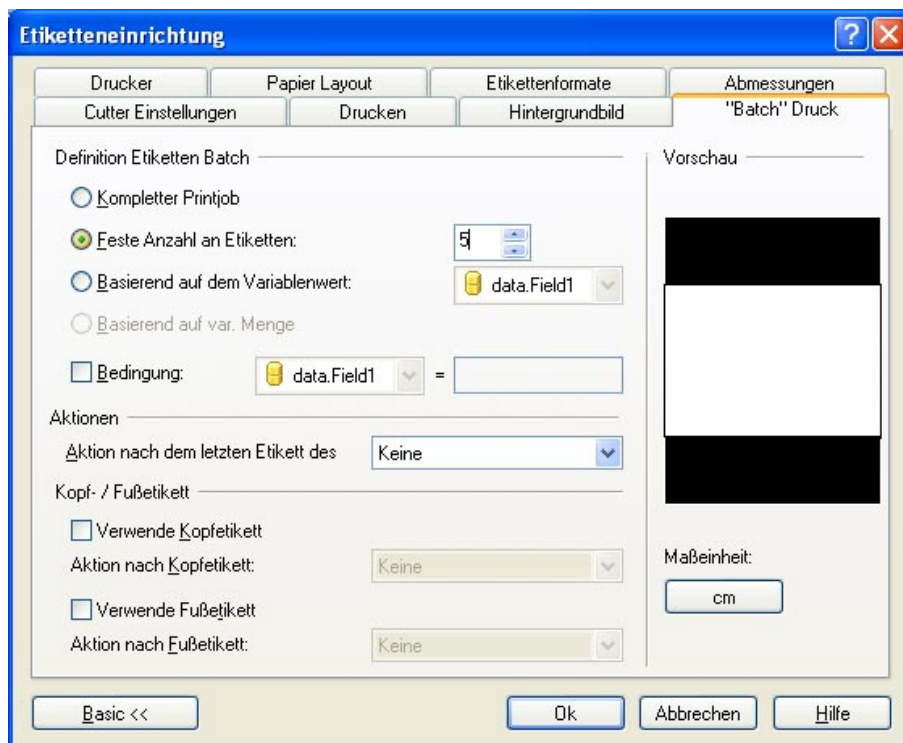 Etiketteneinrichtung
Drucker Papier Layout Etikettenformate Abmessungen
Cutter Einstellungen Drucken Hintergrundbild "Batch" Druck
Definition Etiketten Batch
Vorschau
Kompletter Printjob
Feste Anzahl an Etiketten: 5
Basierend auf dem Variablenwert: data.Field1
Basierend auf var. Menge
Bedingung: data.Field1 =
Aktionen
Aktion nach dem letzten Etikett des Keine
Kopf- / Fußetikett
Verwende Kopfetikett
Aktion nach Kopfetikett: Keine
Verwende Fußetikett
Aktion nach Fußetikett: Keine
Maßeinheit:
cm
Basic << Ok Abbrechen Hilfe